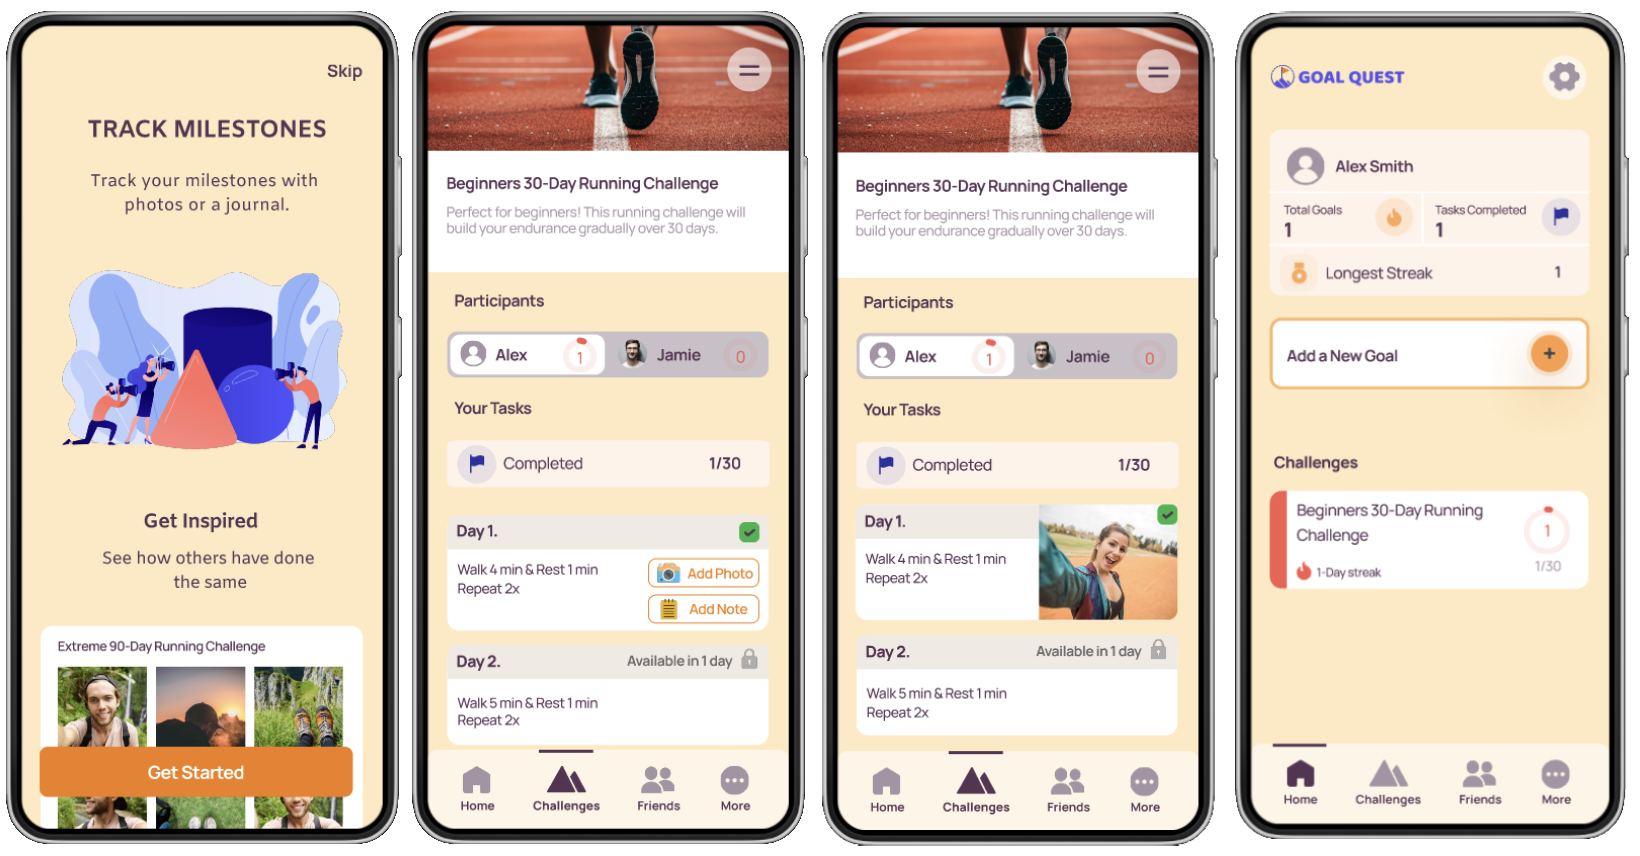 Skip
TRACK MILESTONES
Track your milestones with
photos or a journal.
Get Inspired
See how others have done
the same
Extreme 90-Day Running Challenge
Get Started
Beginners 30-Day Running Challenge
Perfect for beginners! This running challenge will
build your endurance gradually over 30 days.
Participants
Alex 1 Jamie 0
Your Tasks
Completed 1/30
Day 1.
Walk 4 min & Rest 1 min
Repeat 2x
Add Photo
Add Note
Day 2. Available in 1 day
Walk 5 min & Rest 1 min
Repeat 2x
Home Challenges Friends More
Beginners 30-Day Running Challenge
Perfect for beginners! This running challenge will
build your endurance gradually over 30 days.
Participants
Alex 1 Jamie 0
Your Tasks
Completed 1/30
Day 1.
Walk 4 min & Rest 1 min
Repeat 2x
Day 2. Available in 1 day
Walk 5 min & Rest 1 min
Repeat 2x
Home Challenges Friends More
GOAL QUEST
Alex Smith
Total Goals
1
Tasks Completed
1
Longest Streak 1
Add a New Goal
Challenges
Beginners 30-Day Running
Challenge
1
1/30
1-Day streak
Home Challenges Friends More